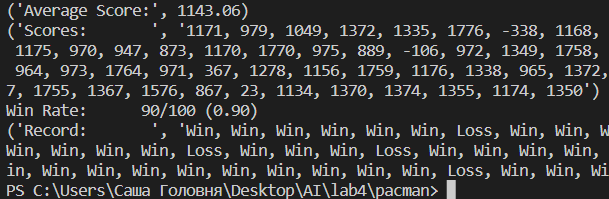 ('Average Score:', 1143.06)
('Scores:        ', '1171, 979, 1049, 1372, 1335, 1776, -338, 1168,
1175, 970, 947, 873, 1170, 1770, 975, 889, -106, 972, 1349, 1758,
964, 973, 1764, 971, 367, 1278, 1156, 1759, 1176, 1338, 965, 1372,
7, 1755, 1367, 1576, 867, 23, 1134, 1370, 1374, 1355, 1174, 1350')
Win Rate:      90/100 (0.90)
('Record:        ', 'Win, Win, Win, Win, Win, Win, Loss, Win, Win, W
Win, Win, Win, Win, Loss, Win, Win, Win, Loss, Win, Win, Win, Win,
in, Win, Win, Win, Win, Win, Win, Win, Win, Win, Loss, Win, Win, Wi
PS C:\Users\Саша Головня\Desktop\AI\lab4\pacman>